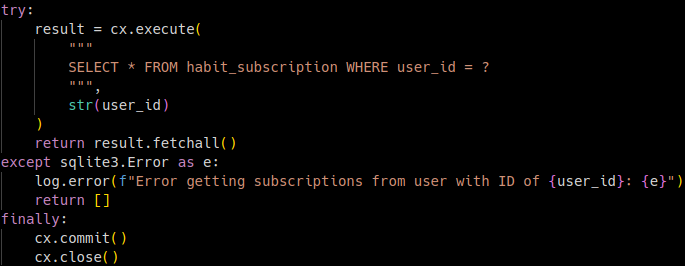 try:
    result = cx.execute(
        """
        SELECT * FROM habit_subscription WHERE user_id = ?
        """,
        str(user_id)
    )
    return result.fetchall()
except sqlite3.Error as e:
    log.error(f"Error getting subscriptions from user with ID of {user_id}: {e}")
    return []
finally:
    cx.commit()
    cx.close()